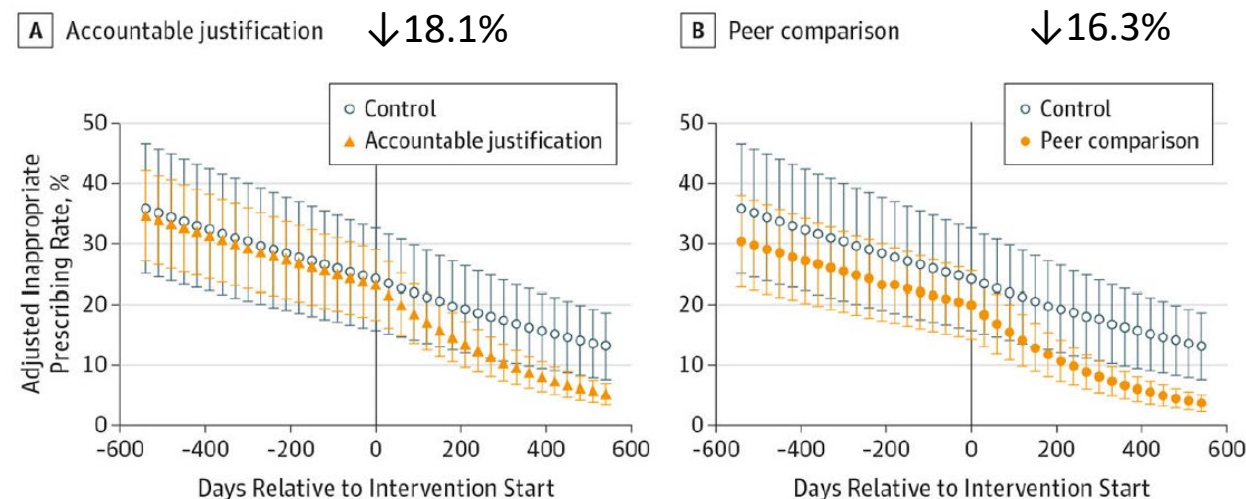 A Accountable justification ↓18.1%
Control
Accountable justification
Adjusted Inappropriate
Prescribing Rate, %
50
40
30
20
10
0
-600 -400 -200 0 200 400 600
Days Relative to Intervention Start
B Peer comparison ↓16.3%
Control
Peer comparison
50
40
30
20
10
0
-600 -400 -200 0 200 400 600
Days Relative to Intervention Start